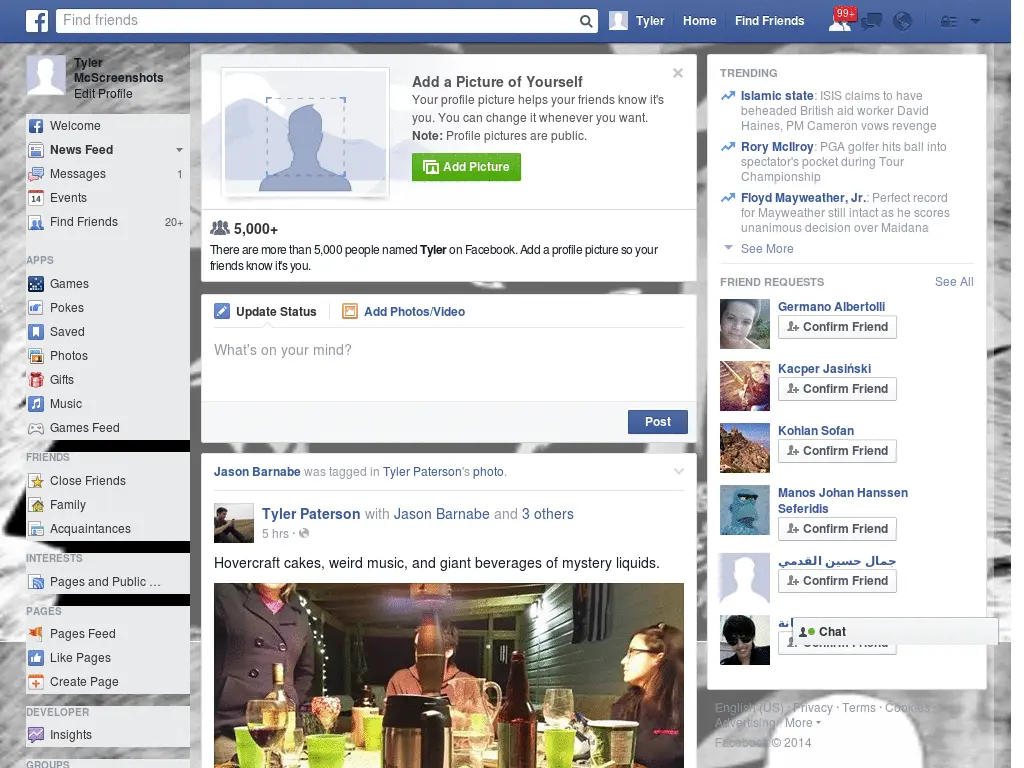 Find friends
Tyler
Home
Find Friends
99+
Tyler
McScreenshots
Edit Profile
Welcome
News Feed
Messages 1
14 Events
Find Friends 20+
APPS
Games
Pokes
Saved
Photos
Gifts
Music
Games Feed
FRIENDS
Close Friends
Family
Acquaintances
INTERESTS
Pages and Public ...
PAGES
Pages Feed
Like Pages
Create Page
DEVELOPER
Insights
GROUPS
Add a Picture of Yourself
Your profile picture helps your friends know it's
you. You can change it whenever you want.
Note: Profile pictures are public.
Add Picture
5,000+
There are more than 5,000 people named Tyler on Facebook. Add a profile picture so your
friends know it's you.
Update Status
Add Photos/Video
What's on your mind?
Post
Jason Barnabe was tagged in Tyler Paterson's photo.
Tyler Paterson with Jason Barnabe and 3 others
5 hrs ·
Hovercraft cakes, weird music, and giant beverages of mystery liquids.
TRENDING
Islamic state: ISIS claims to have
beheaded British aid worker David
Haines, PM Cameron vows revenge
Rory McIlroy: PGA golfer hits ball into
spectator's pocket during Tour
Championship
Floyd Mayweather, Jr.: Perfect record
for Mayweather still intact as he scores
unanimous decision over Maidana
See More
FRIEND REQUESTS See All
Germano Albertolli
Confirm Friend
Kacper Jasiński
Confirm Friend
Kohlan Sofan
Confirm Friend
Manos Johan Hanssen
Seferidis
Confirm Friend
جمال حسين القدمي
Confirm Friend
Chat
Confirm Friend
English (US) · Privacy · Terms · Cookies ·
Advertising · More
Facebook © 2014